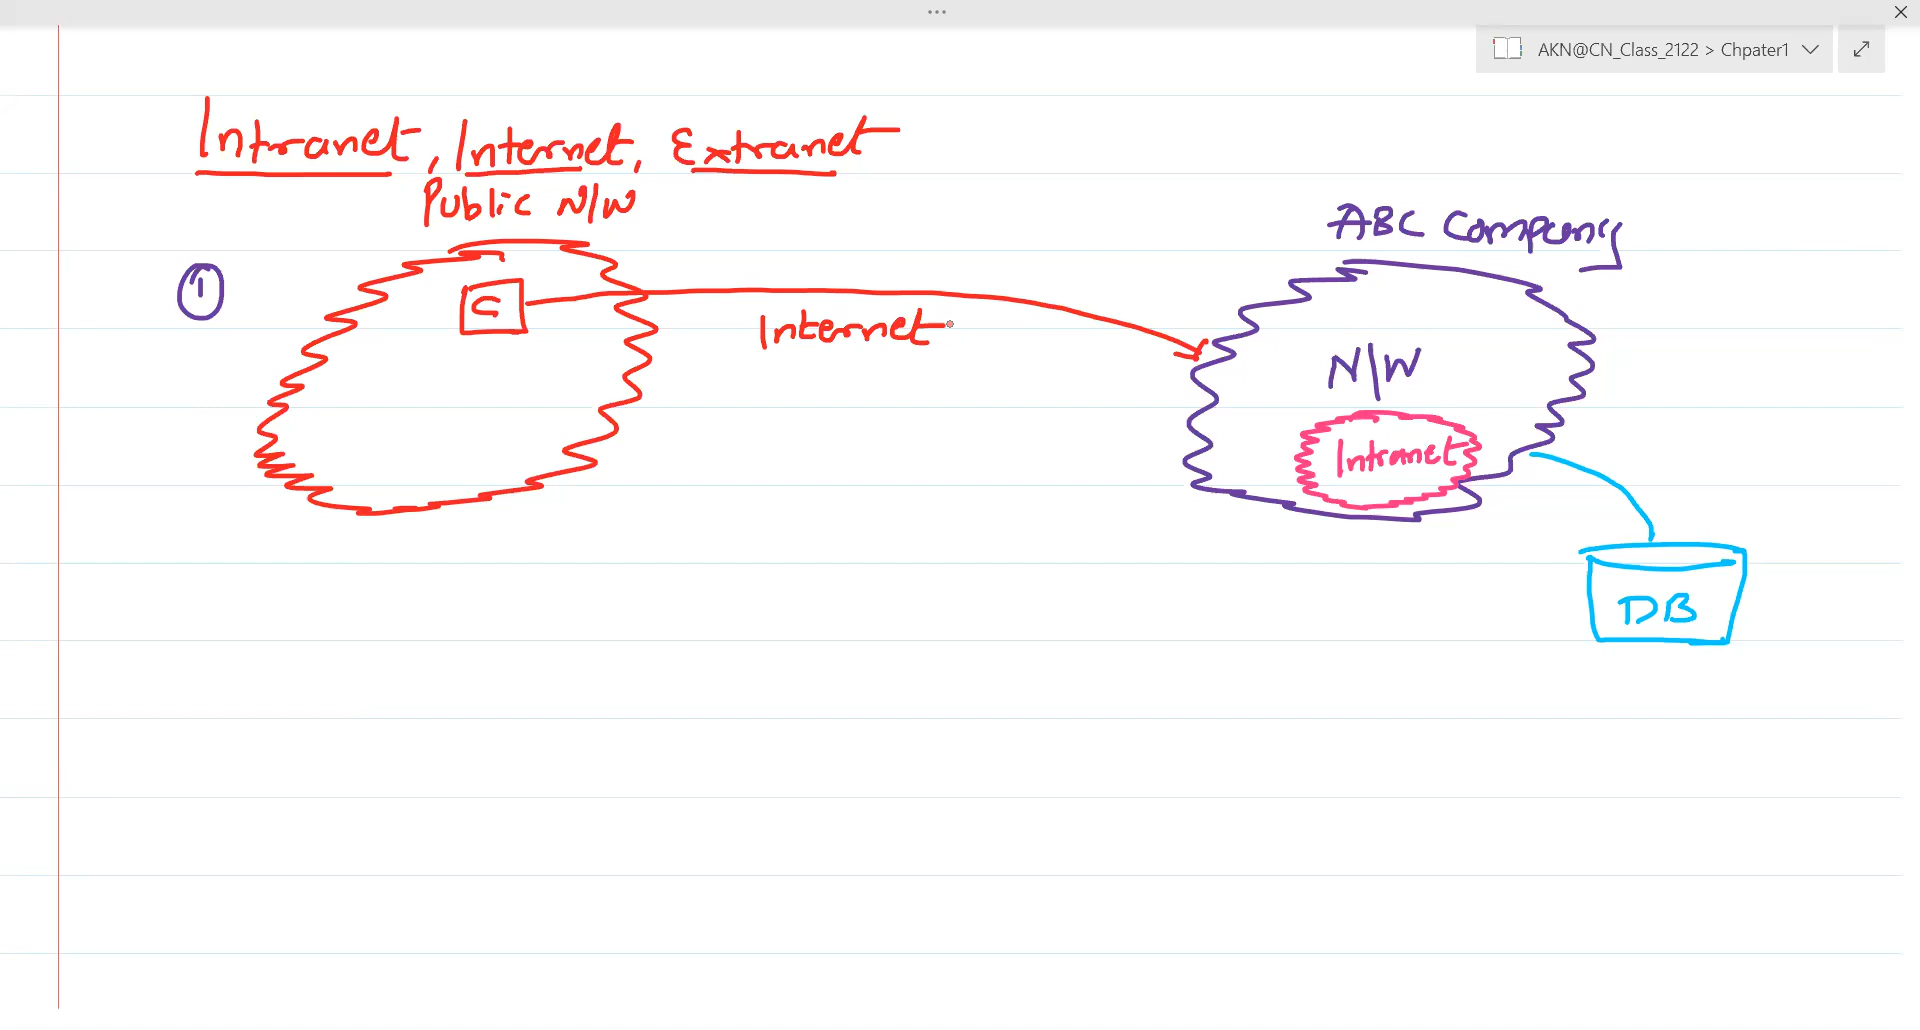 AKN@CN_Class_2122 > Chpater1
Intranet, Internet, Extranet
Public N/W
ABC Company
1
C
Internet
N/W
Intranet
DB